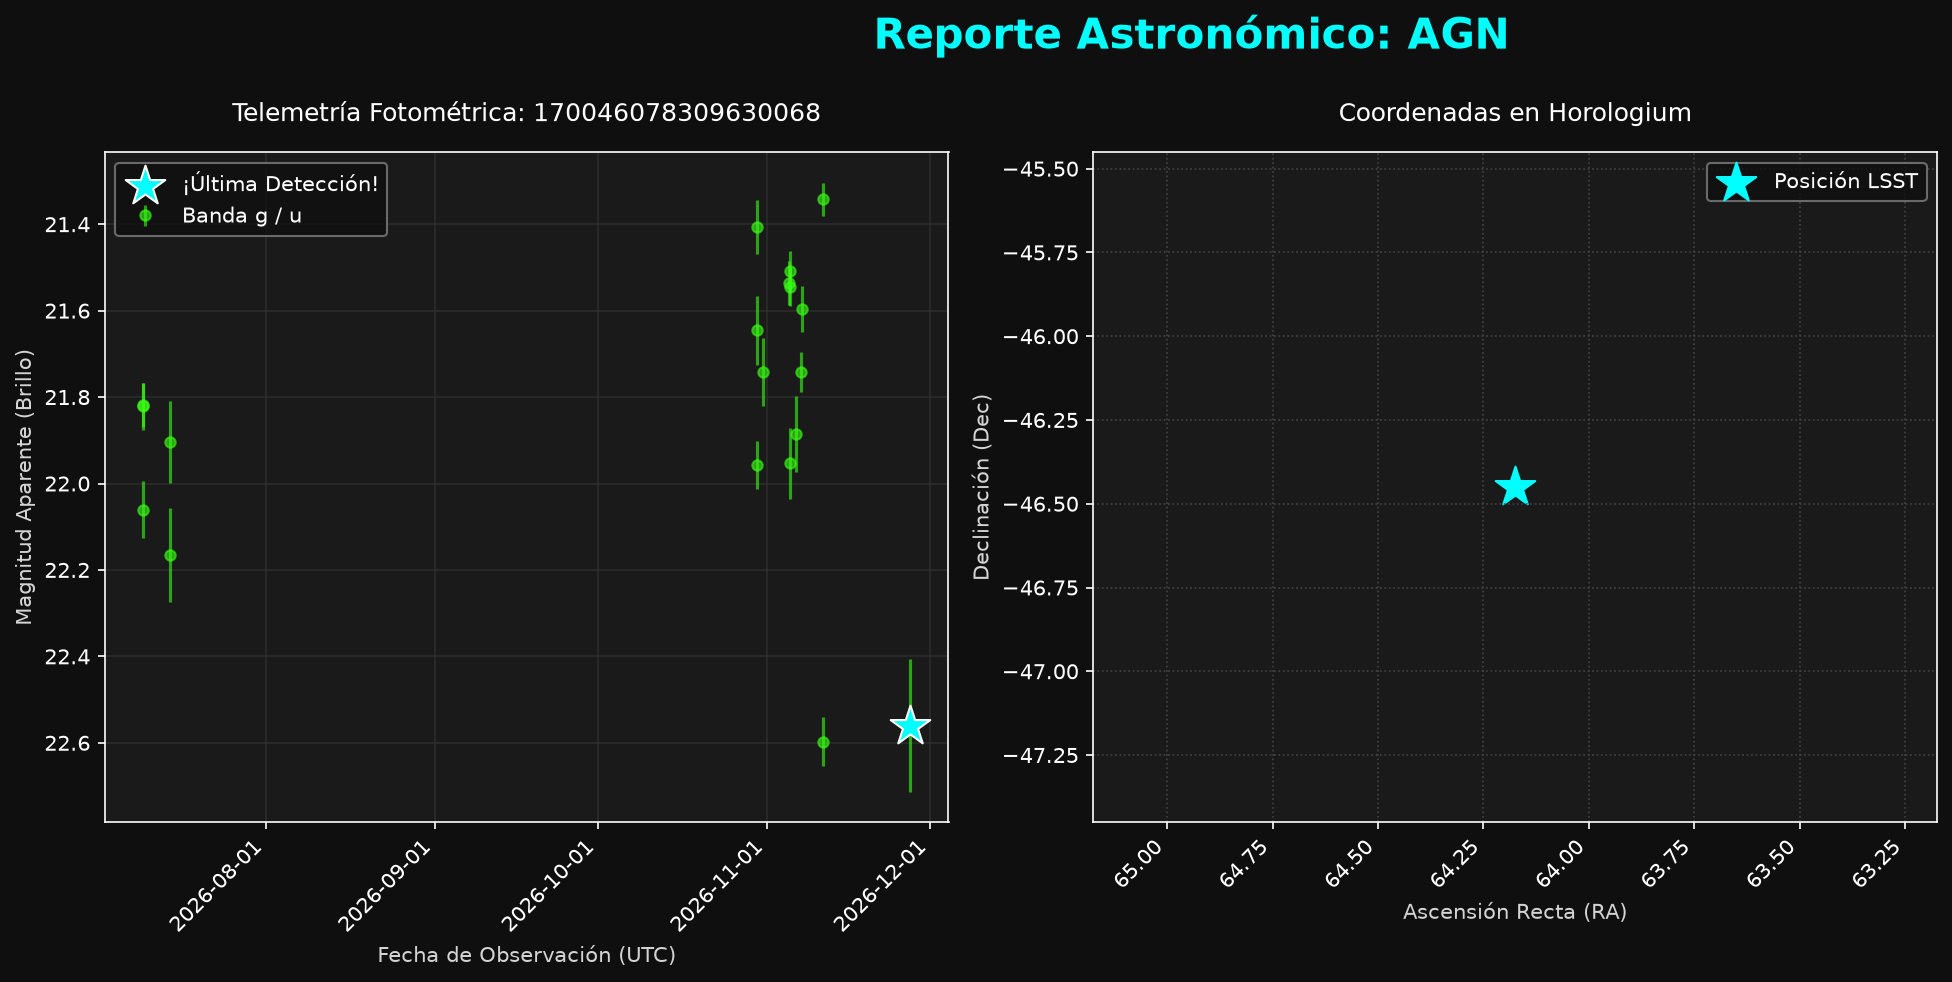 Reporte Astronómico: AGN
Telemetría Fotométrica: 170046078309630068
¡Última Detección!
Banda g / u
Magnitud Aparente (Brillo)
21.4
21.6
21.8
22.0
22.2
22.4
22.6
2026-08-01
2026-09-01
2026-10-01
2026-11-01
2026-12-01
Fecha de Observación (UTC)
Coordenadas en Horologium
Posición LSST
Declinación (Dec)
−45.50
−45.75
−46.00
−46.25
−46.50
−46.75
−47.00
−47.25
65.00
64.75
64.50
64.25
64.00
63.75
63.50
63.25
Ascensión Recta (RA)